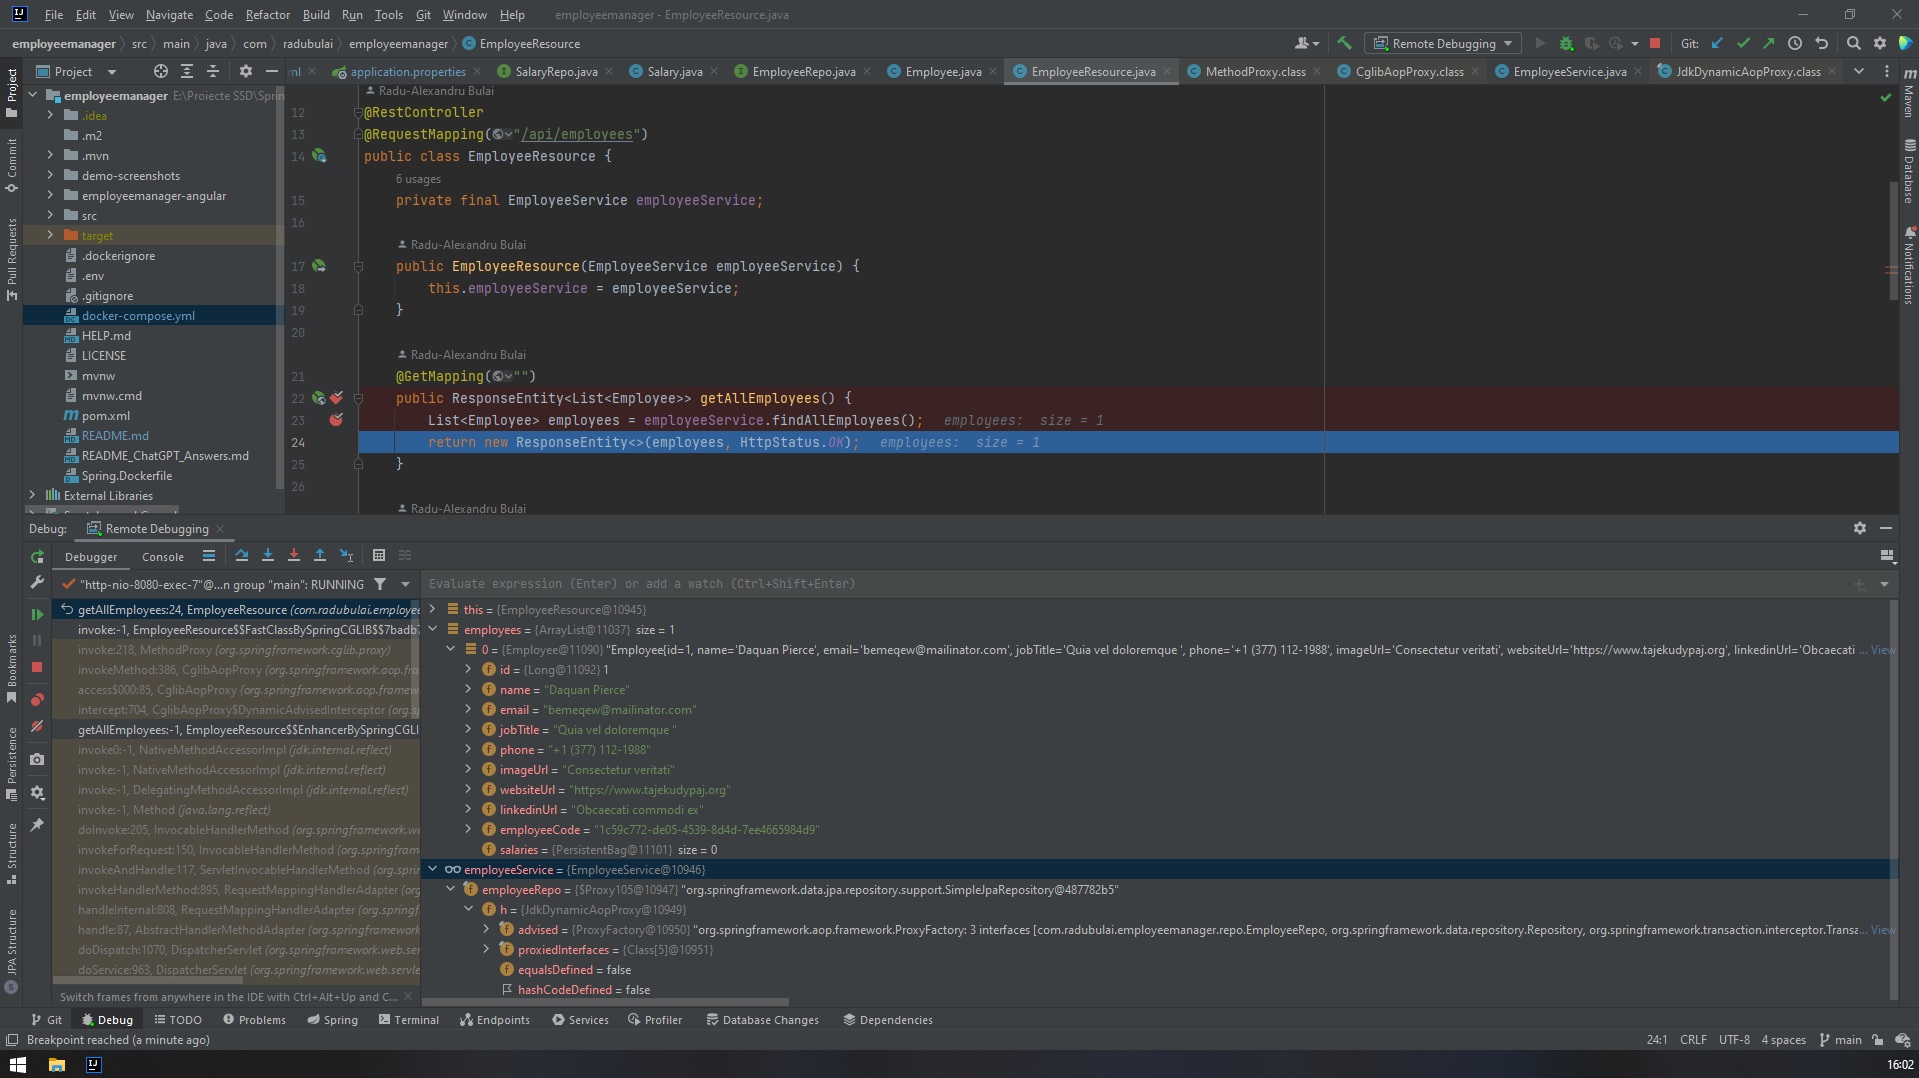 File Edit View Navigate Code Refactor Build Run Tools Git Window Help employeemanager - EmployeeResource.java
employeemanager src main java com radubulai employeemanager EmployeeResource Remote Debugging Git:
Project
ml application.properties SalaryRepo.java Salary.java EmployeeRepo.java Employee.java EmployeeResource.java MethodProxy.class CglibAopProxy.class EmployeeService.java JdkDynamicAopProxy.class
Project
Commit
Pull Requests
Bookmarks
Persistence
Structure
JPA Structure
Maven
Database
Notifications
employeemanager E:\Proiecte SSD\Sprin
.idea
.m2
.mvn
demo-screenshots
employeemanager-angular
src
target
.dockerignore
.env
.gitignore
docker-compose.yml
HELP.md
LICENSE
mvnw
mvnw.cmd
pom.xml
README.md
README_ChatGPT_Answers.md
Spring.Dockerfile
External Libraries
Radu-Alexandru Bulai
12 @RestController
13 @RequestMapping("/api/employees")
14 public class EmployeeResource {
6 usages
15 private final EmployeeService employeeService;
16
Radu-Alexandru Bulai
17 public EmployeeResource(EmployeeService employeeService) {
18 this.employeeService = employeeService;
19 }
20
Radu-Alexandru Bulai
21 @GetMapping("")
22 public ResponseEntity<List<Employee>> getAllEmployees() {
23 List<Employee> employees = employeeService.findAllEmployees(); employees: size = 1
24 return new ResponseEntity<>(employees, HttpStatus.OK); employees: size = 1
25 }
26
Radu-Alexandru Bulai
Debug: Remote Debugging
Debugger Console
"http-nio-8080-exec-7"@...n group "main": RUNNING
getAllEmployees:24, EmployeeResource (com.radubulai.employee
invoke:-1, EmployeeResource$$FastClassBySpringCGLIB$$7badb7
invoke:218, MethodProxy (org.springframework.cglib.proxy)
invokeMethod:386, CglibAopProxy (org.springframework.aop.fra
access$000:85, CglibAopProxy (org.springframework.aop.framew
intercept:704, CglibAopProxy$DynamicAdvisedInterceptor (org.s
getAllEmployees:-1, EmployeeResource$$EnhancerBySpringCGLI
invoke0:-1, NativeMethodAccessorImpl (jdk.internal.reflect)
invoke:-1, NativeMethodAccessorImpl (jdk.internal.reflect)
invoke:-1, DelegatingMethodAccessorImpl (jdk.internal.reflect)
invoke:-1, Method (java.lang.reflect)
doInvoke:205, InvocableHandlerMethod (org.springframework.we
invokeForRequest:150, InvocableHandlerMethod (org.springfram
invokeAndHandle:117, ServletInvocableHandlerMethod (org.spri
invokeHandlerMethod:895, RequestMappingHandlerAdapter (org
handleInternal:808, RequestMappingHandlerAdapter (org.spring
handle:87, AbstractHandlerMethodAdapter (org.springframewor
doDispatch:1070, DispatcherServlet (org.springframework.web.se
doService:963, DispatcherServlet (org.springframework.web.servle
Switch frames from anywhere in the IDE with Ctrl+Alt+Up and C...
Evaluate expression (Enter) or add a watch (Ctrl+Shift+Enter)
this = {EmployeeResource@10945}
employees = {ArrayList@11037} size = 1
0 = {Employee@11090} "Employee{id=1, name='Daquan Pierce', email='bemeqew@mailinator.com', jobTitle='Quia vel doloremque ', phone='+1 (377) 112-1988', imageUrl='Consectetur veritati', websiteUrl='https://www.tajekudypaj.org', linkedinUrl='Obcaecati ... View
id = {Long@11092} 1
name = "Daquan Pierce"
email = "bemeqew@mailinator.com"
jobTitle = "Quia vel doloremque "
phone = "+1 (377) 112-1988"
imageUrl = "Consectetur veritati"
websiteUrl = "https://www.tajekudypaj.org"
linkedinUrl = "Obcaecati commodi ex"
employeeCode = "1c59c772-de05-4539-8d4d-7ee4665984d9"
salaries = {PersistentBag@11101} size = 0
employeeService = {EmployeeService@10946}
employeeRepo = {$Proxy105@10947} "org.springframework.data.jpa.repository.support.SimpleJpaRepository@487782b5"
h = {JdkDynamicAopProxy@10949}
advised = {ProxyFactory@10950} "org.springframework.aop.framework.ProxyFactory: 3 interfaces [com.radubulai.employeemanager.repo.EmployeeRepo, org.springframework.data.repository.Repository, org.springframework.transaction.interceptor.Transa... View
proxiedInterfaces = {Class[5]@10951}
equalsDefined = false
hashCodeDefined = false
Git Debug TODO Problems Spring Terminal Endpoints Services Profiler Database Changes Dependencies
Breakpoint reached (a minute ago) 24:1 CRLF UTF-8 4 spaces main
16:02